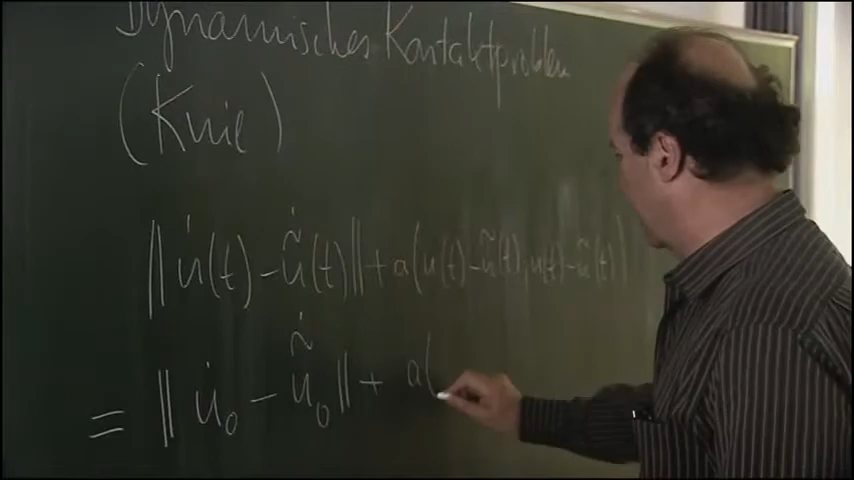 Dynamisches Kontaktproblem
(Knie)
‖u̇(t) − ũ̇(t)‖ + a(u(t) − ũ(t), u(t) − ũ(t))
= ‖u̇₀ − ũ̇₀‖ + a(